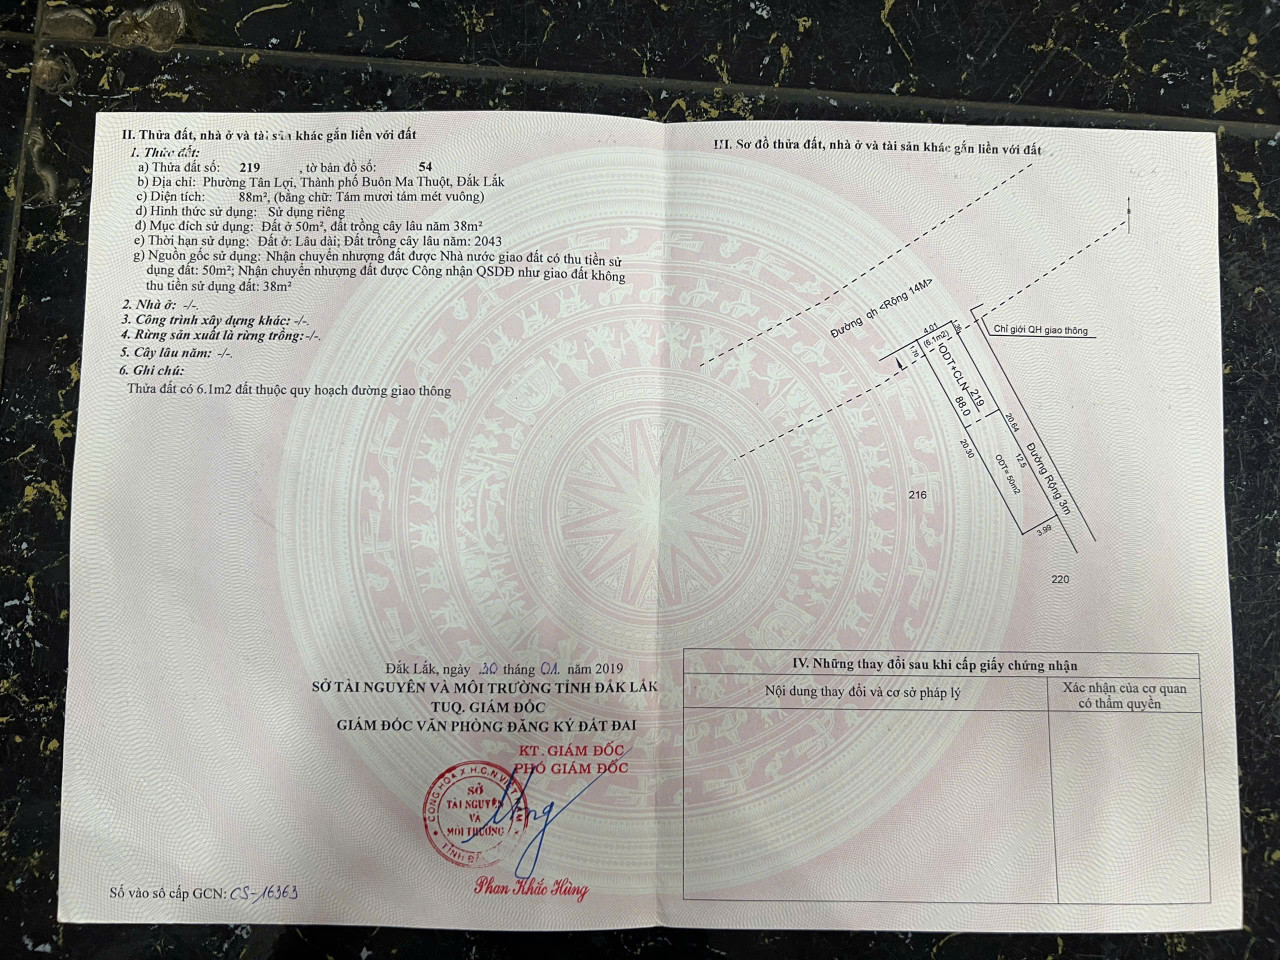 II. Thửa đất, nhà ở và tài sản khác gắn liền với đất
1. Thửa đất:
a) Thửa đất số: 219 , tờ bản đồ số: 54
b) Địa chỉ: Phường Tân Lợi, Thành phố Buôn Ma Thuột, Đắk Lắk
c) Diện tích: 88m², (bằng chữ: Tám mươi tám mét vuông)
d) Hình thức sử dụng: Sử dụng riêng
đ) Mục đích sử dụng: Đất ở 50m², đất trồng cây lâu năm 38m²
e) Thời hạn sử dụng: Đất ở: Lâu dài; Đất trồng cây lâu năm: 2043
g) Nguồn gốc sử dụng: Nhận chuyển nhượng đất được Nhà nước giao đất có thu tiền sử
dụng đất: 50m²; Nhận chuyển nhượng đất được Công nhận QSDĐ như giao đất không
thu tiền sử dụng đất: 38m²
2. Nhà ở: -/-.
3. Công trình xây dựng khác: -/-.
4. Rừng sản xuất là rừng trồng: -/-.
5. Cây lâu năm: -/-.
6. Ghi chú:
Thửa đất có 6.1m2 đất thuộc quy hoạch đường giao thông
Đắk Lắk, ngày 30 tháng 01 năm 2019
SỞ TÀI NGUYÊN VÀ MÔI TRƯỜNG TỈNH ĐẮK LẮK
TUQ. GIÁM ĐỐC
GIÁM ĐỐC VĂN PHÒNG ĐĂNG KÝ ĐẤT ĐAI
KT. GIÁM ĐỐC
PHÓ GIÁM ĐỐC
CỘNG HÒA X.H.C.N VIỆT NAM
SỞ
TÀI NGUYÊN
VÀ
MÔI TRƯỜNG
TỈNH
Phan Khắc Hùng
Số vào sổ cấp GCN: CS-16363
III. Sơ đồ thửa đất, nhà ở và tài sản khác gắn liền với đất
Đường qh <Rộng 14M>
Chỉ giới QH giao thông
4.01
(6.1m2)
1.70
ODT+CLN
219
88.0
20.64
20.30
12.5
ODT= 50m2
Đường Rộng 3m
3.99
216
220
IV. Những thay đổi sau khi cấp giấy chứng nhận
Nội dung thay đổi và cơ sở pháp lý
Xác nhận của cơ quan
có thẩm quyền